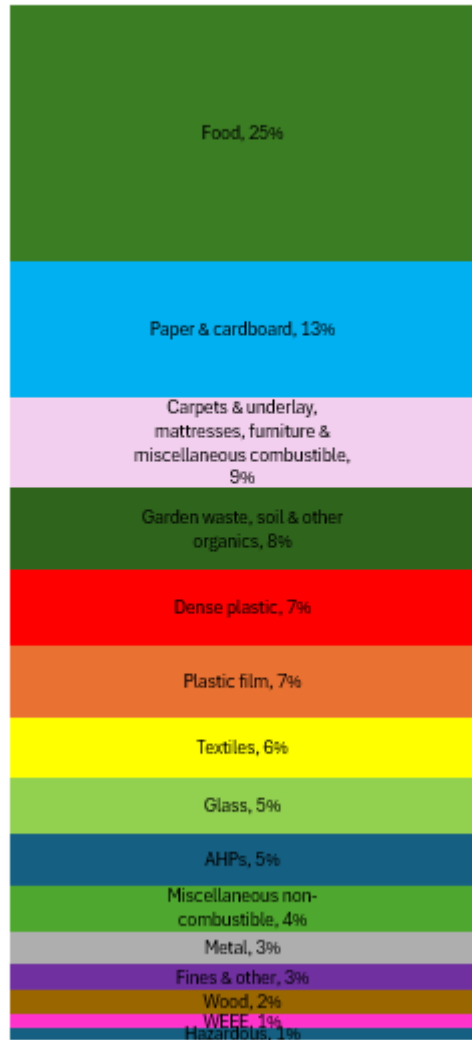 Food, 25%
Paper & cardboard, 13%
Carpets & underlay,
mattresses, furniture &
miscellaneous combustible,
9%
Garden waste, soil & other
organics, 8%
Dense plastic, 7%
Plastic film, 7%
Textiles, 6%
Glass, 5%
AHPs, 5%
Miscellaneous non-
combustible, 4%
Metal, 3%
Fines & other, 3%
Wood, 2%
WEEE, 1%
Hazardous, 1%